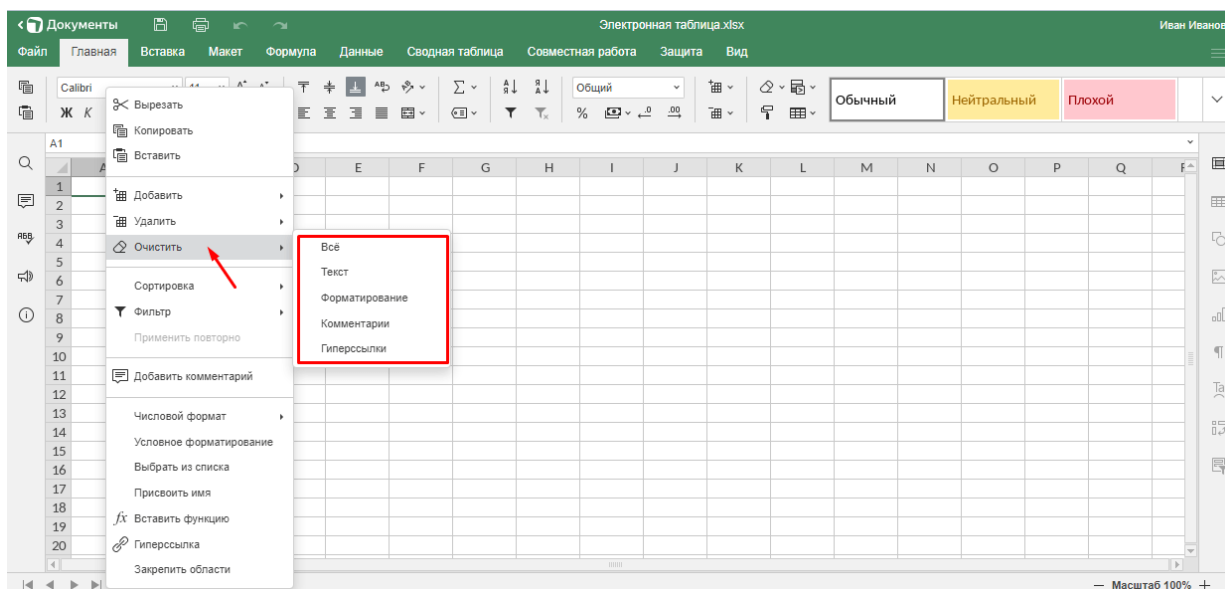 Документы Электронная таблица.xlsx Иван Иванов
Файл Главная Вставка Макет Формула Данные Сводная таблица Совместная работа Защита Вид
Calibri 11 Общий
Ж К % Обычный Нейтральный Плохой
A1
E F G H I J K L M N O P Q
1
2
3
4
5
6
7
8
9
10
11
12
13
14
15
16
17
18
19
20
Вырезать
Копировать
Вставить
Добавить
Удалить
Очистить
Сортировка
Фильтр
Применить повторно
Добавить комментарий
Числовой формат
Условное форматирование
Выбрать из списка
Присвоить имя
fx Вставить функцию
Гиперссылка
Закрепить области
Всё
Текст
Форматирование
Комментарии
Гиперссылки
Масштаб 100%